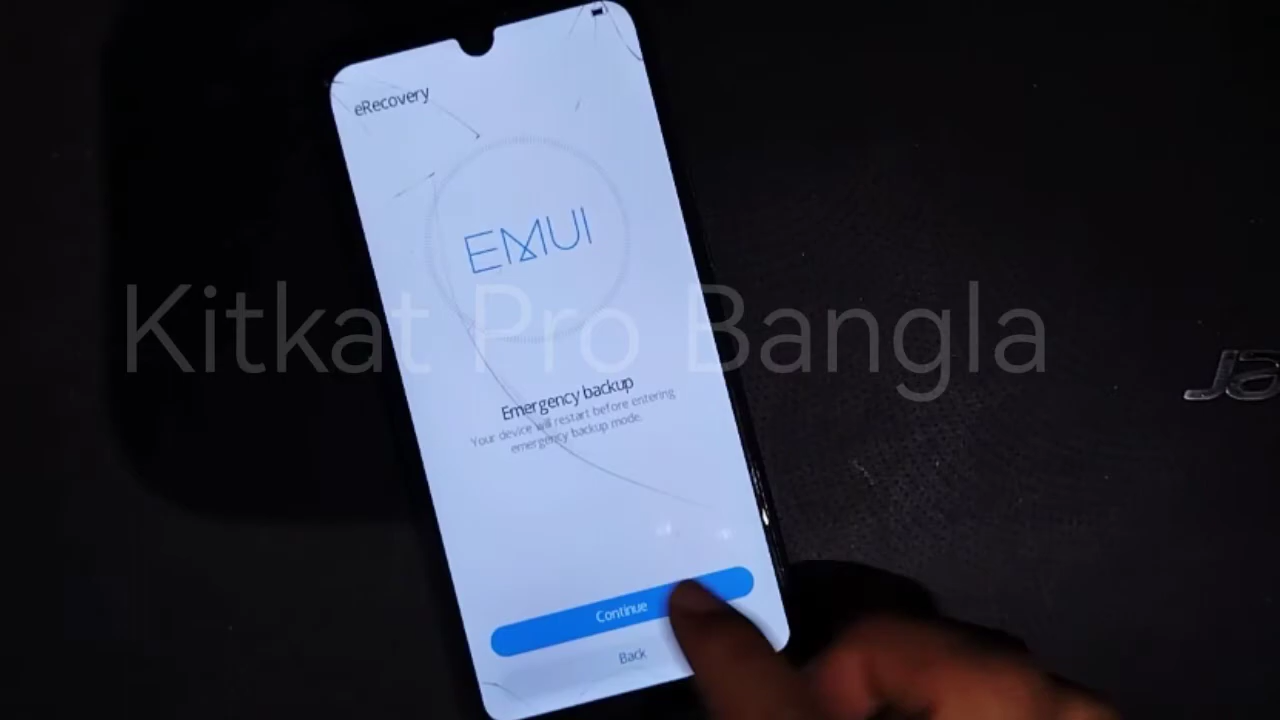 eRecovery
EMUI
Kitkat Pro Bangla
Emergency backup
Your device will restart before entering
emergency backup mode.
Continue
Back